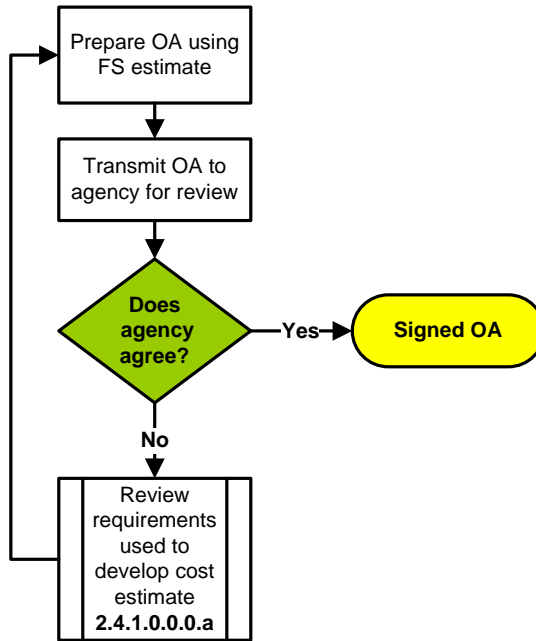 Prepare OA using
FS estimate
Transmit OA to
agency for review
Does
agency
agree?
Yes
Signed OA
No
Review
requirements
used to
develop cost
estimate
2.4.1.0.0.0.a